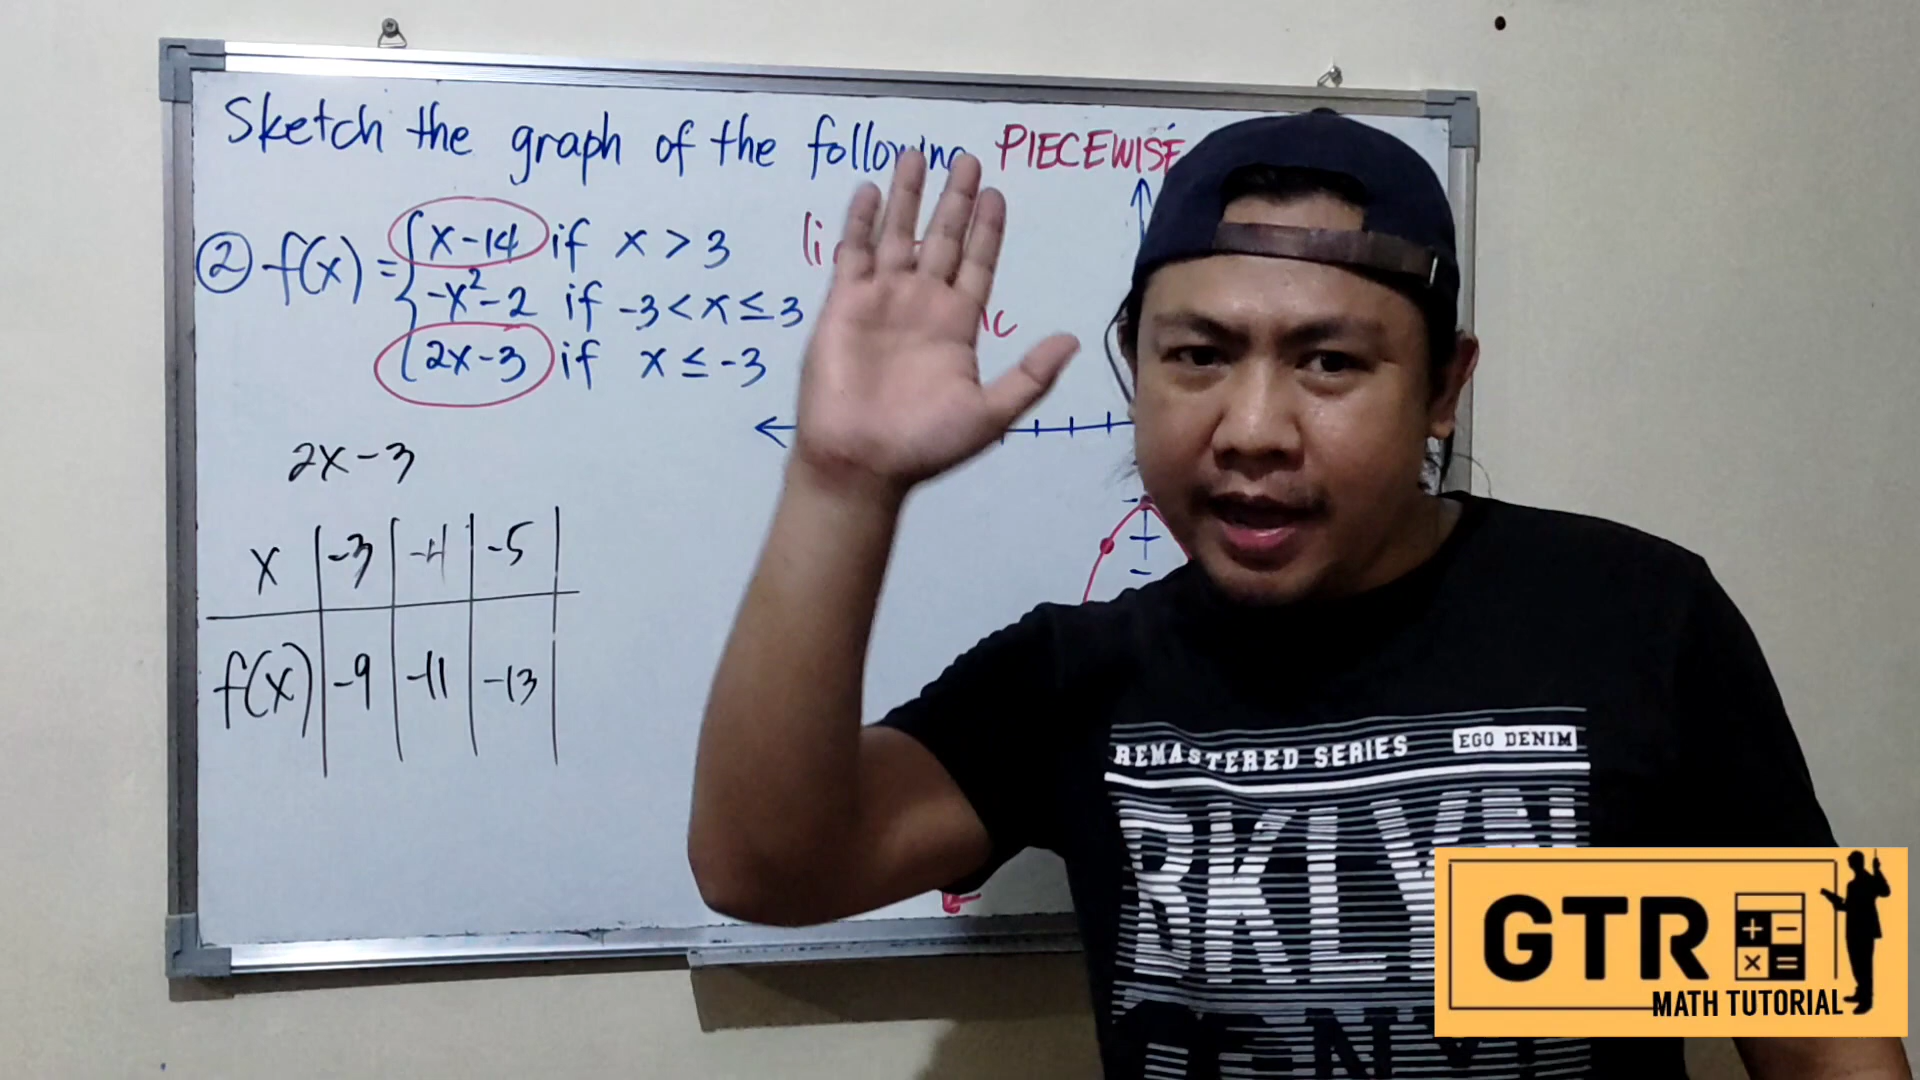 Sketch the graph of the following PIECEWISE
② f(x) = { x-14 if x > 3
-x²-2 if -3 < x ≤ 3
2x-3 if x ≤ -3
2x-3
x | -3 | -4 | -5
f(x) | -9 | -11 | -13
REMASTERED SERIES EGO DENIM
BKLYN
GTR
+ -
× =
MATH TUTORIAL